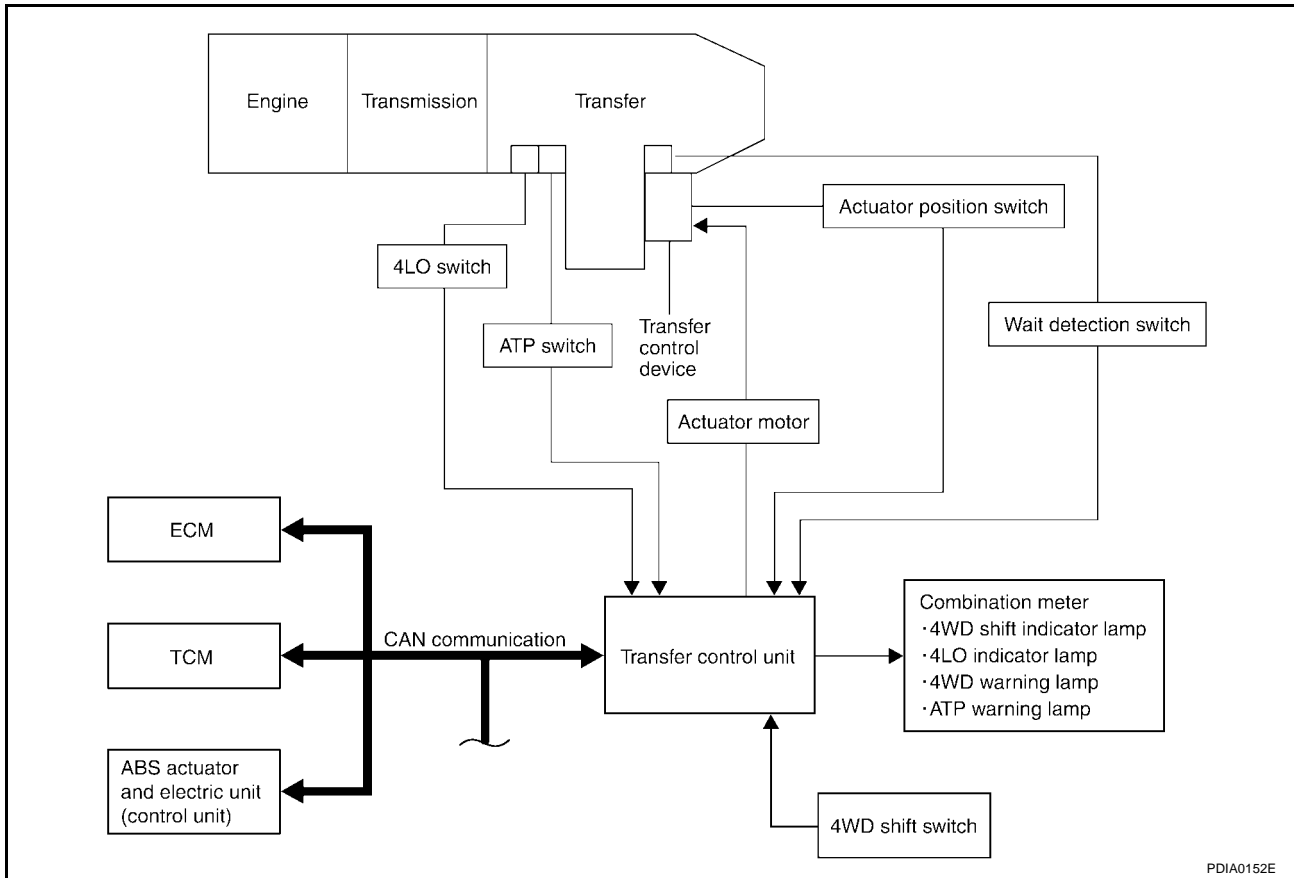 Engine
Transmission
Transfer
Actuator position switch
4LO switch
Wait detection switch
ATP switch
Transfer
control
device
Actuator motor
ECM
TCM
CAN communication
Transfer control unit
Combination meter
·4WD shift indicator lamp
·4LO indicator lamp
·4WD warning lamp
·ATP warning lamp
ABS actuator
and electric unit
(control unit)
4WD shift switch
PDIA0152E